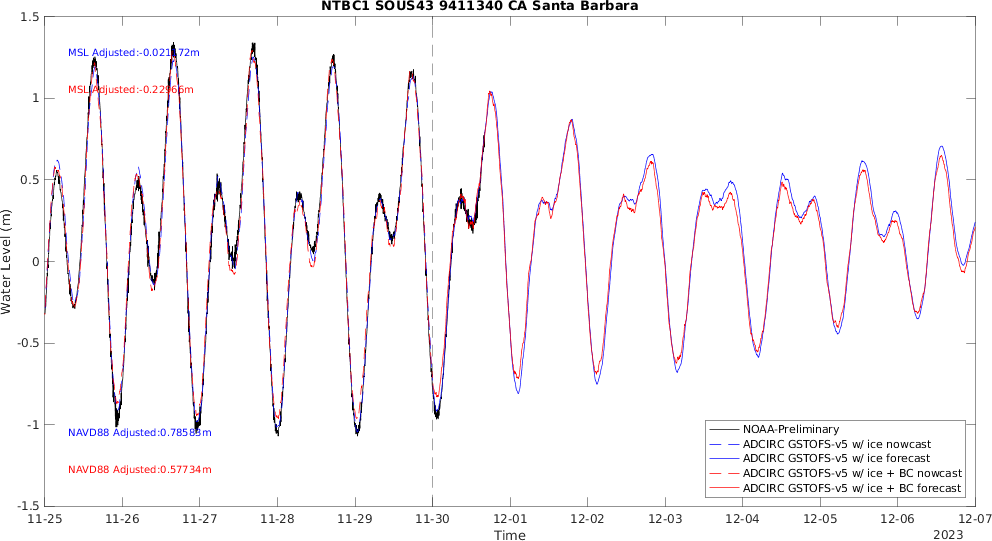 NTBC1 SOUS43 9411340 CA Santa Barbara
1.5
1
0.5
0
-0.5
-1
-1.5
Water Level (m)
MSL Adjusted:-0.021472m
MSL Adjusted:-0.22966m
NAVD88 Adjusted:0.78583m
NAVD88 Adjusted:0.57734m
NOAA-Preliminary
ADCIRC GSTOFS-v5 w/ ice nowcast
ADCIRC GSTOFS-v5 w/ ice forecast
ADCIRC GSTOFS-v5 w/ ice + BC nowcast
ADCIRC GSTOFS-v5 w/ ice + BC forecast
11-25 11-26 11-27 11-28 11-29 11-30 12-01 12-02 12-03 12-04 12-05 12-06 12-07
Time
2023